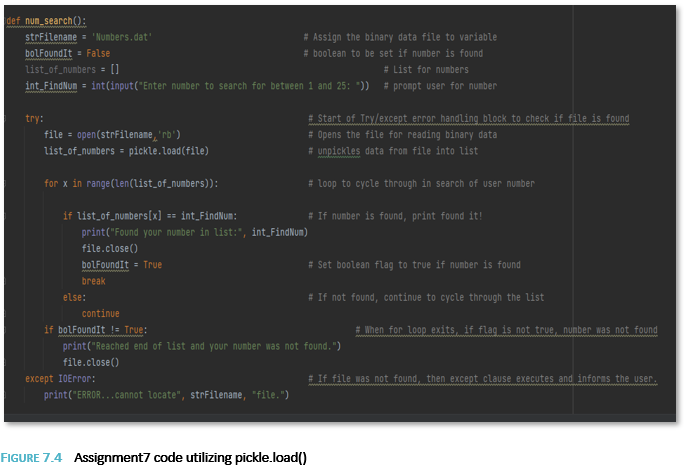 def num_search():
    strFilename = 'Numbers.dat'                          # Assign the binary data file to variable
    bolFoundIt = False                                   # boolean to be set if number is found
    list_of_numbers = []                                                # List for numbers
    int_FindNum = int(input("Enter number to search for between 1 and 25: "))   # prompt user for number
    try:                                                 # Start of Try/except error handling block to check if file is found
        file = open(strFilename,'rb')                    # Opens the file for reading binary data
        list_of_numbers = pickle.load(file)              # unpickles data from file into list
        for x in range(len(list_of_numbers)):            # loop to cycle through in search of user number
            if list_of_numbers[x] == int_FindNum:        # If number is found, print found it!
                print("Found your number in list:", int_FindNum)
                file.close()
                bolFoundIt = True                        # Set boolean flag to true if number is found
                break
            else:                                        # If not found, continue to cycle through the list
                continue
        if bolFoundIt != True:                                   # When for loop exits, if flag is not true, number was not found
            print("Reached end of list and your number was not found.")
            file.close()
    except IOError:                                      # If file was not found, then except clause executes and informs the user.
        print("ERROR...cannot locate", strFilename, "file.")
FIGURE 7.4 Assignment7 code utilizing pickle.load()